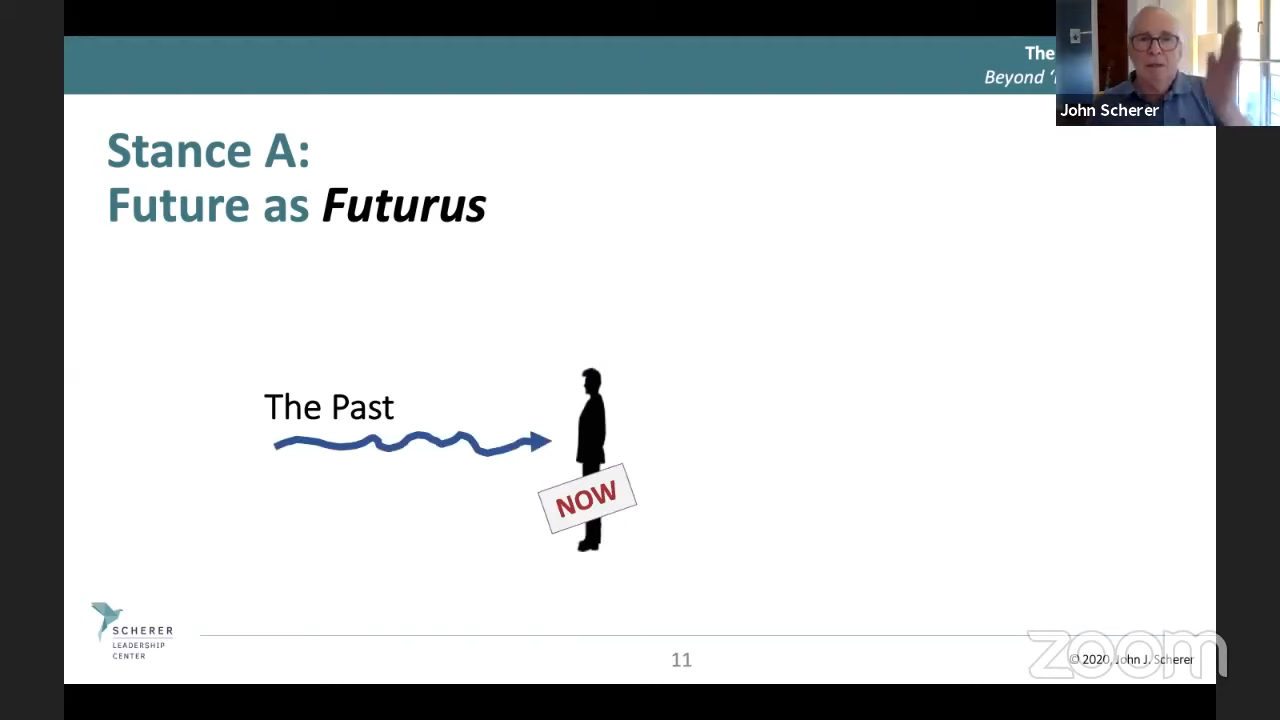 The
Beyond ‘
John Scherer
Stance A:
Future as Futurus
The Past
NOW
SCHERER
LEADERSHIP
CENTER
11
© 2020, John J. Scherer
zoom